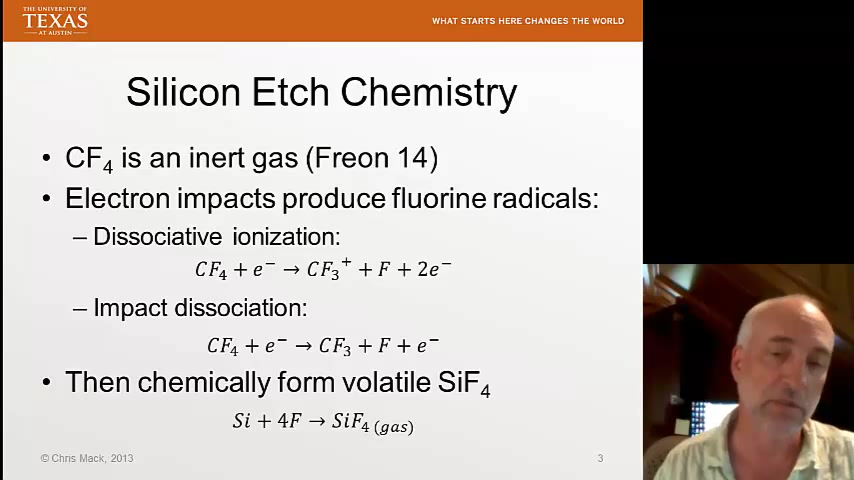 THE UNIVERSITY OF
TEXAS
AT AUSTIN
WHAT STARTS HERE CHANGES THE WORLD
Silicon Etch Chemistry
• CF₄ is an inert gas (Freon 14)
• Electron impacts produce fluorine radicals:
– Dissociative ionization:
CF₄ + e⁻ → CF₃⁺ + F + 2e⁻
– Impact dissociation:
CF₄ + e⁻ → CF₃ + F + e⁻
• Then chemically form volatile SiF₄
Si + 4F → SiF₄ (gas)
© Chris Mack, 2013
3